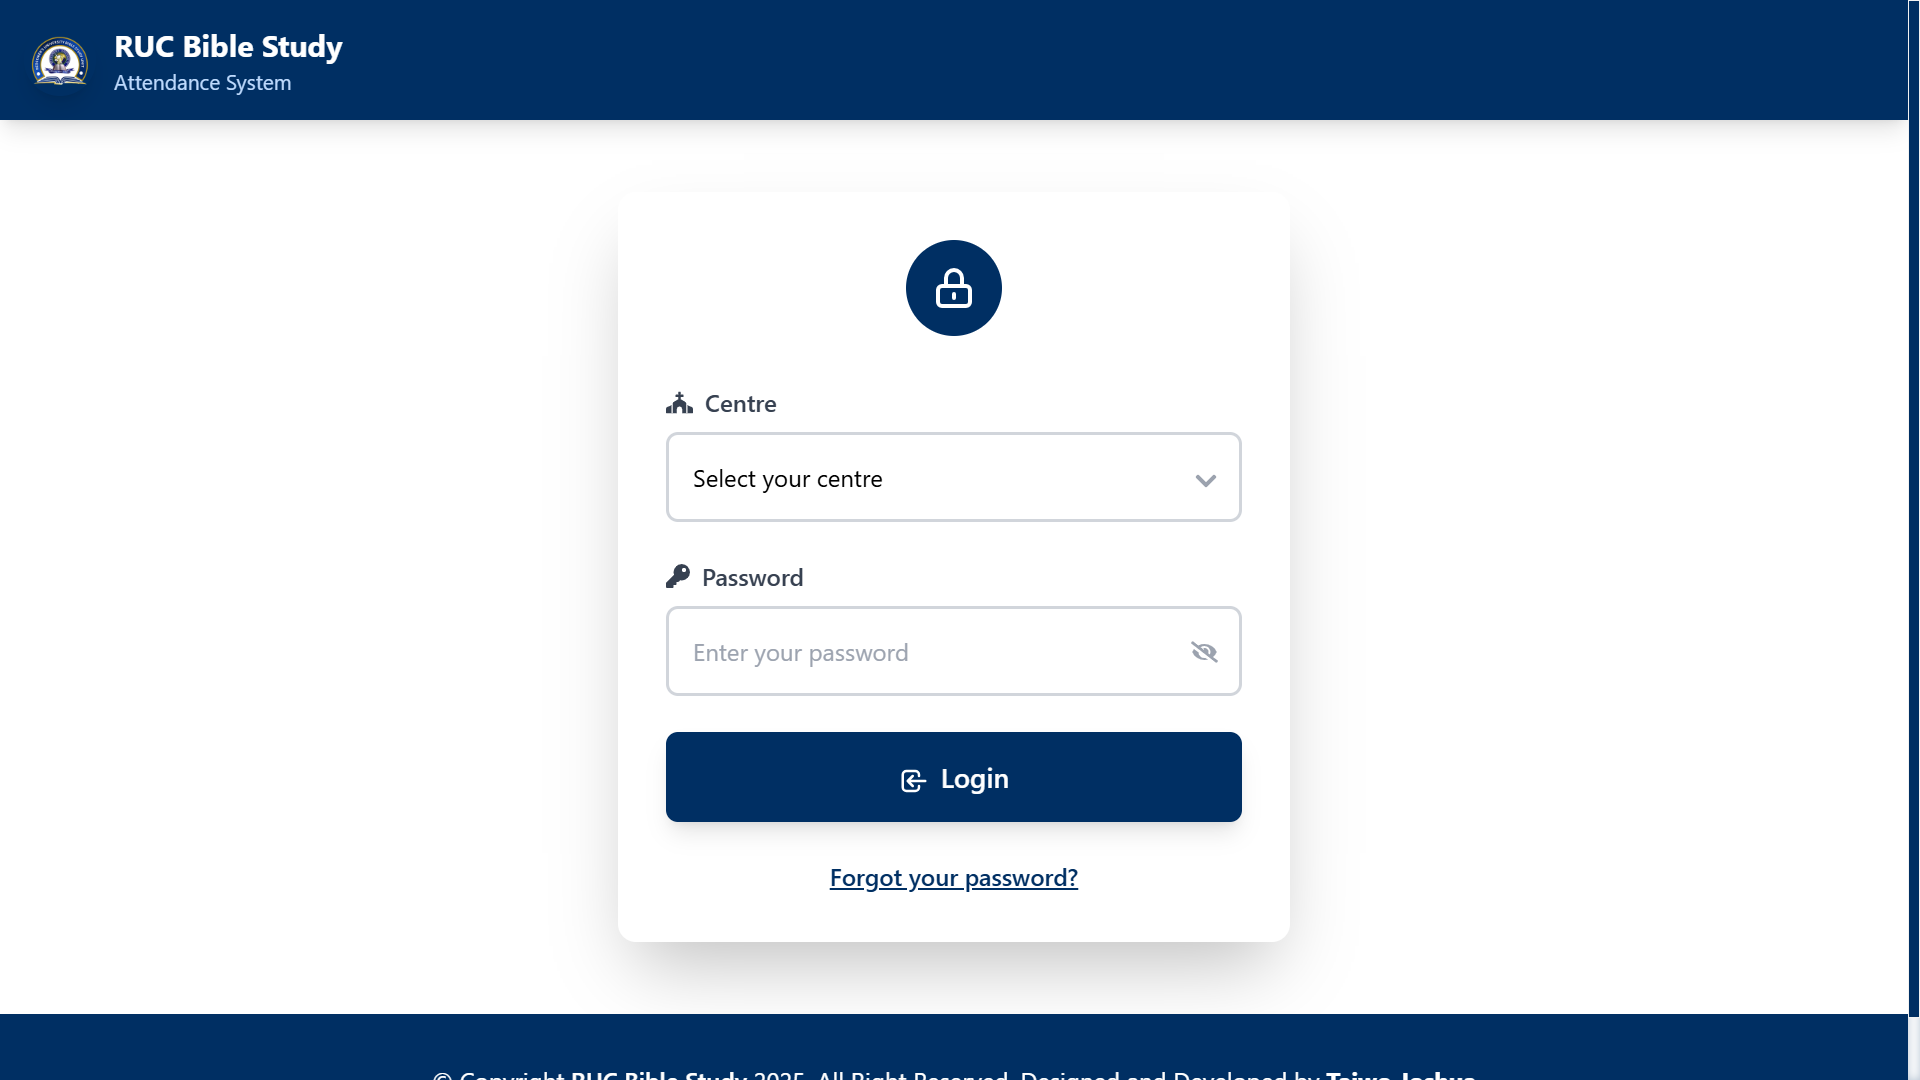 RUC Bible Study
Attendance System
Centre
Select your centre
Password
Enter your password
Login
Forgot your password?
© Copyright RUC Bible Study 2025. All Right Reserved. Designed and Developed by Taiwo Joshua